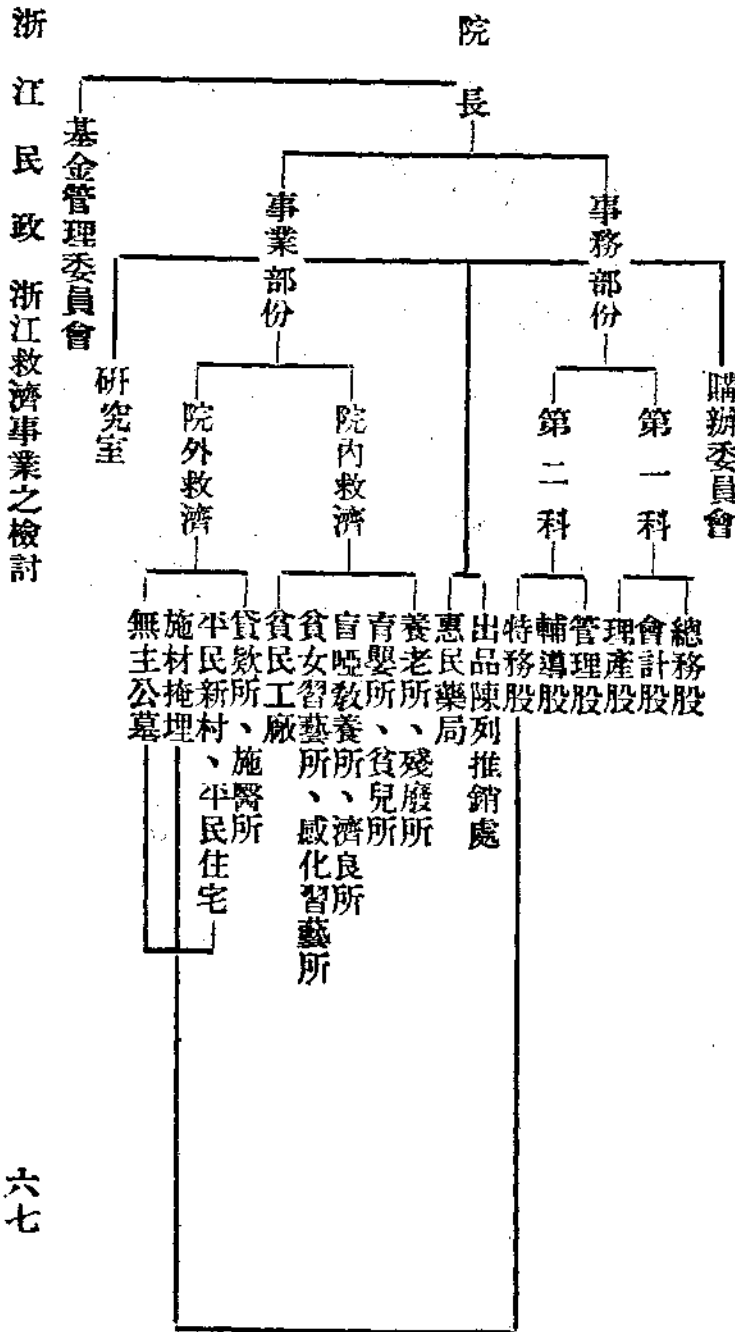 院長
基金管理委員會
事務部份
事業部份
購辦委員會
研究室
第一科
第二科
院內救濟
院外救濟
總務股
會計股
理產股
管理股
輔導股
特務股
出品陳列推銷處
惠民藥局
養老所、殘廢所
育嬰所、貧兒所
盲啞教養所、濟良所
貧女習藝所、感化習藝所
貧民工廠
貸款所、施醫所
平民新村、平民住宅
施材掩埋
無主公墓
浙江民政 浙江救濟事業之檢討
六七